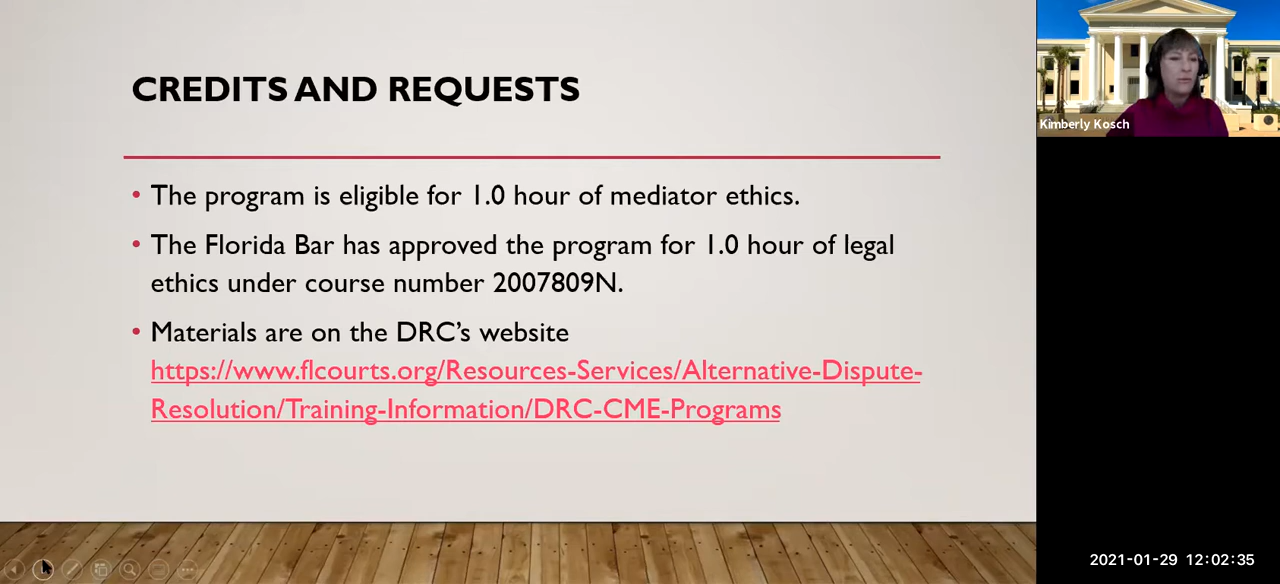 CREDITS AND REQUESTS
• The program is eligible for 1.0 hour of mediator ethics.
• The Florida Bar has approved the program for 1.0 hour of legal
ethics under course number 2007809N.
• Materials are on the DRC's website
https://www.flcourts.org/Resources-Services/Alternative-Dispute-
Resolution/Training-Information/DRC-CME-Programs
Kimberly Kosch
2021-01-29 12:02:35